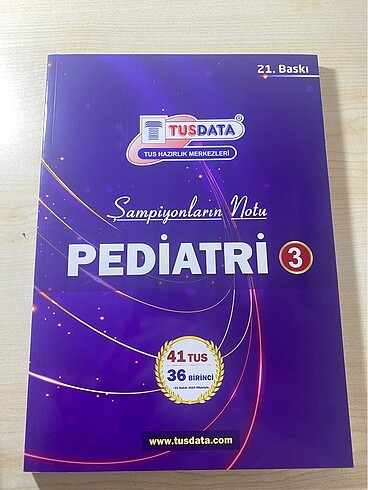 21. Baskı
TUSDATA
TUS HAZIRLIK MERKEZLERİ
Şampiyonların Notu
PEDİATRİ 3
41 TUS
36 BİRİNCİ
www.tusdata.com